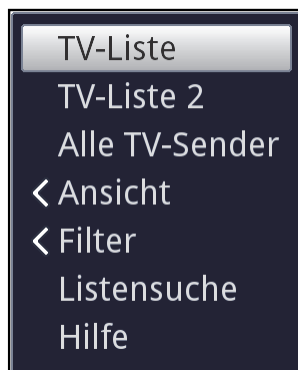 TV-Liste
TV-Liste 2
Alle TV-Sender
Ansicht
Filter
Listensuche
Hilfe